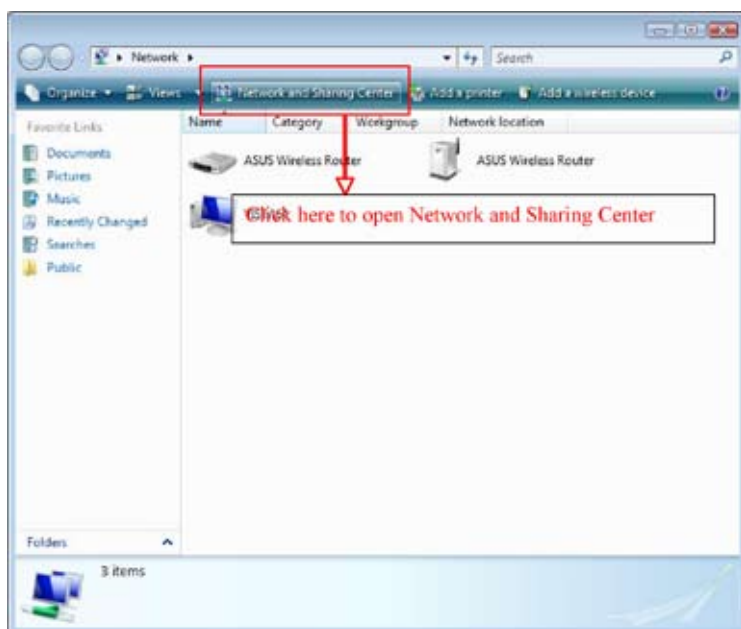 Network
Search
Organize Views Network and Sharing Center Add a printer Add a wireless device
Favorite Links
Name Category Workgroup Network location
Documents
Pictures
Music
Recently Changed
Searches
Public
ASUS Wireless Router
ASUS Wireless Router
Click here to open Network and Sharing Center
Folders
3 items